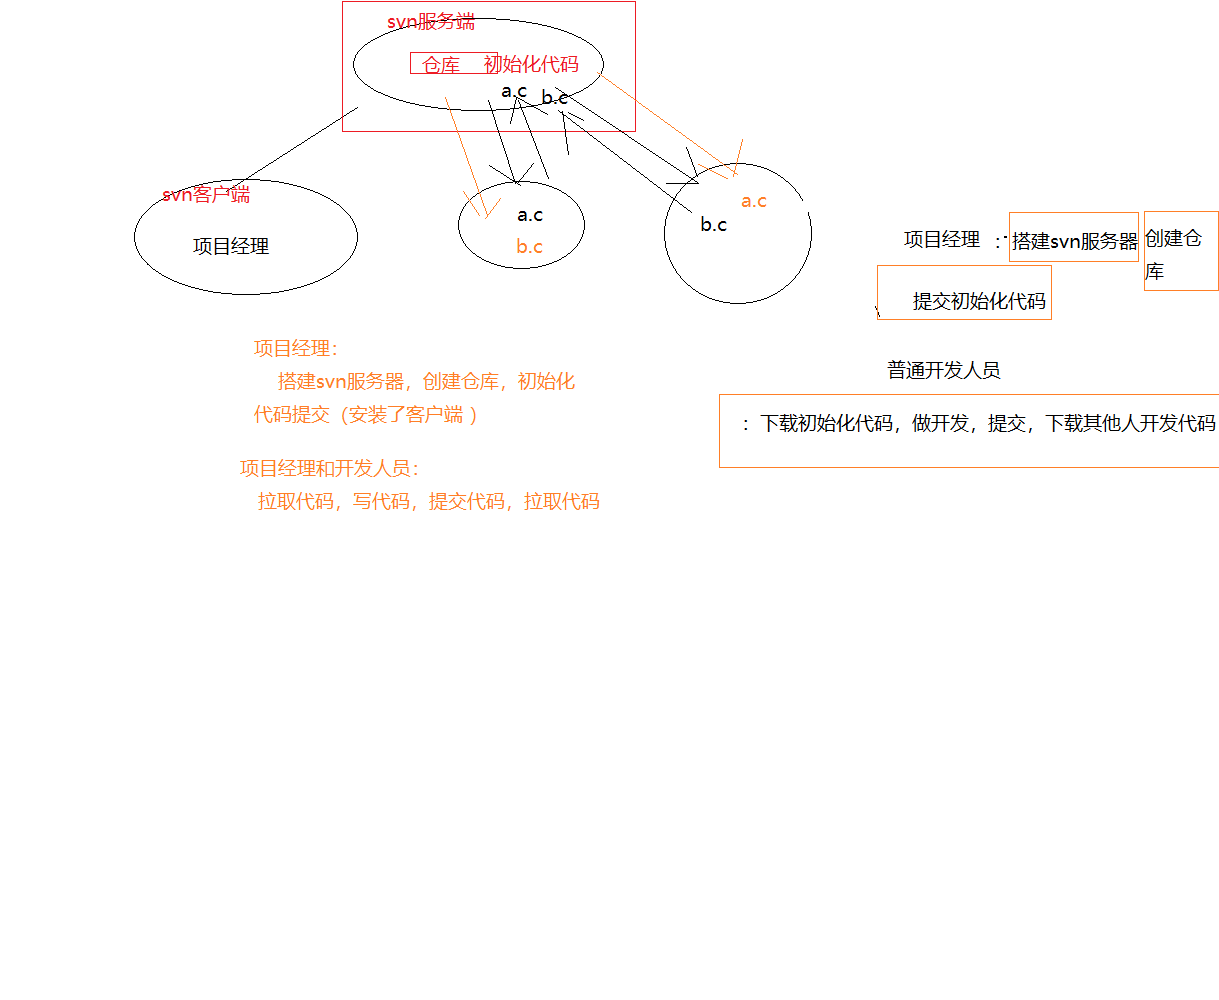 svn服务端
仓库 初始化代码
a.c b.c
svn客户端
项目经理
a.c
b.c
a.c
b.c
项目经理 ：搭建svn服务器 创建仓
库
提交初始化代码
普通开发人员
：下载初始化代码，做开发，提交，下载其他人开发代码
项目经理：
搭建svn服务器，创建仓库，初始化
代码提交（安装了客户端 ）
项目经理和开发人员：
拉取代码，写代码，提交代码，拉取代码